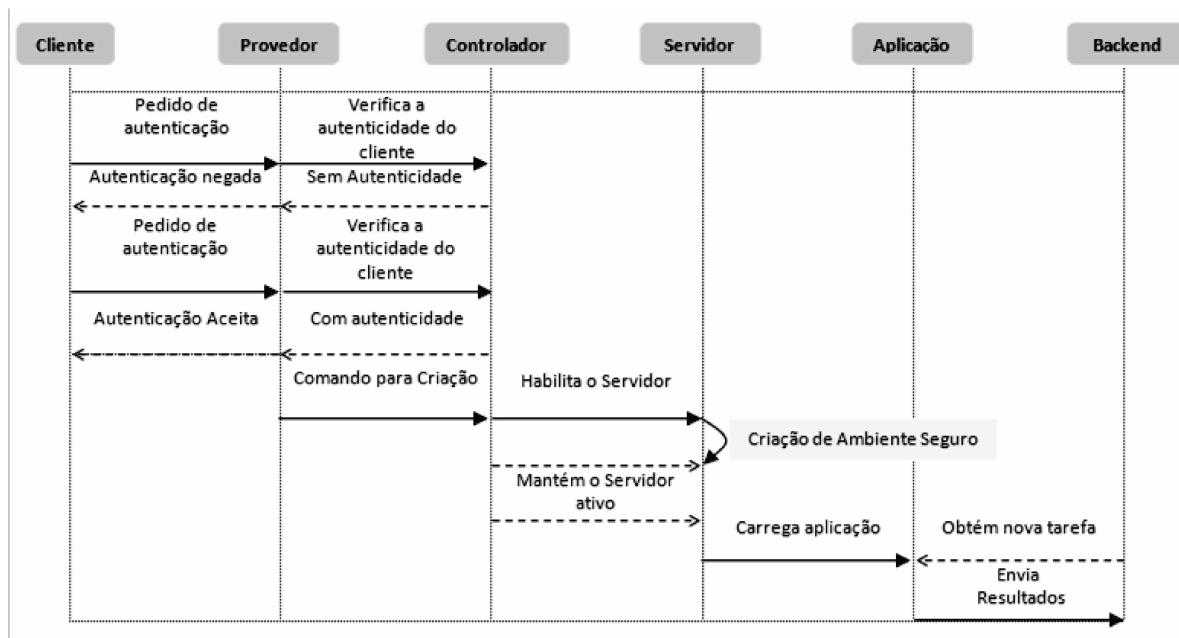 Cliente
Provedor
Controlador
Servidor
Aplicação
Backend
Pedido de
autenticação
Verifica a
autenticidade do
cliente
Autenticação negada
Sem Autenticidade
Pedido de
autenticação
Verifica a
autenticidade do
cliente
Autenticação Aceita
Com autenticidade
Comando para Criação
Habilita o Servidor
Criação de Ambiente Seguro
Mantém o Servidor
ativo
Carrega aplicação
Obtém nova tarefa
Envia
Resultados